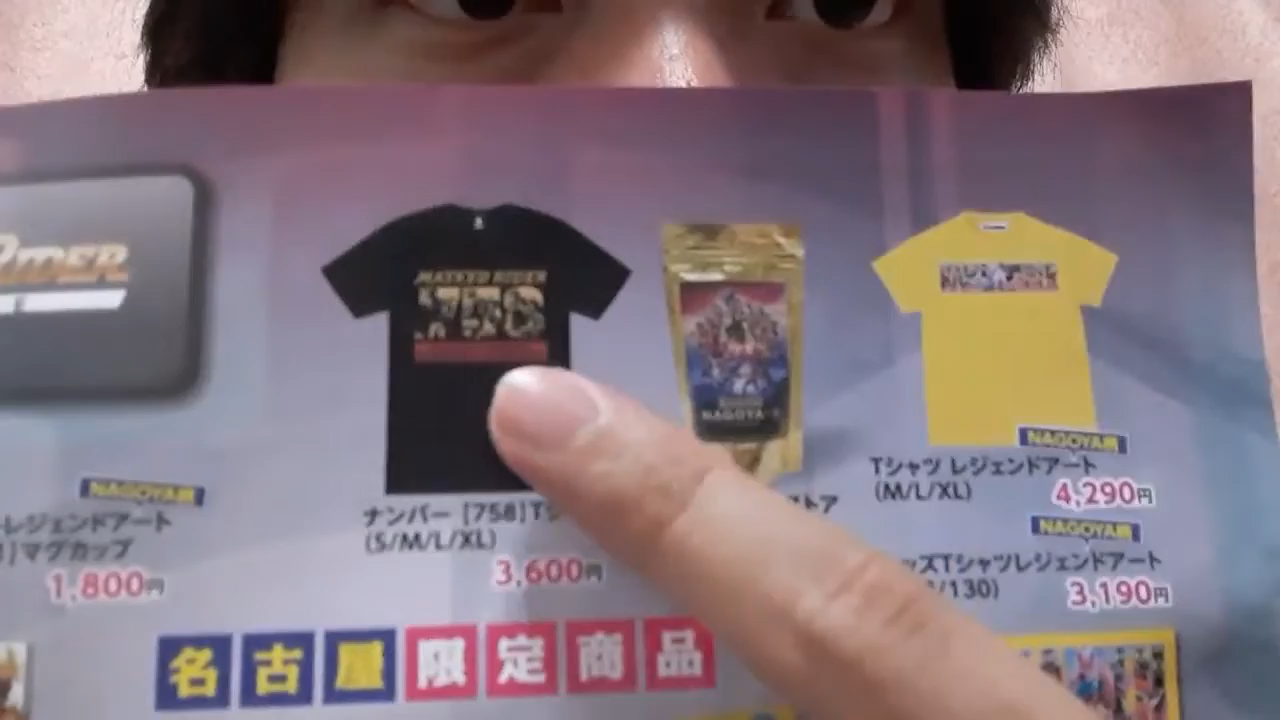 RIDER
MASKED RIDER
758
NAGOYA
NAGOYA展
レジェンドアート
マグカップ
1,800円
ナンバー [758]T
(S/M/L/XL)
3,600円
NAGOYA展
Tシャツ レジェンドアート
(M/L/XL)
4,290円
NAGOYA展
ズTシャツレジェンドアート
/130)
3,190円
名古屋限定商品